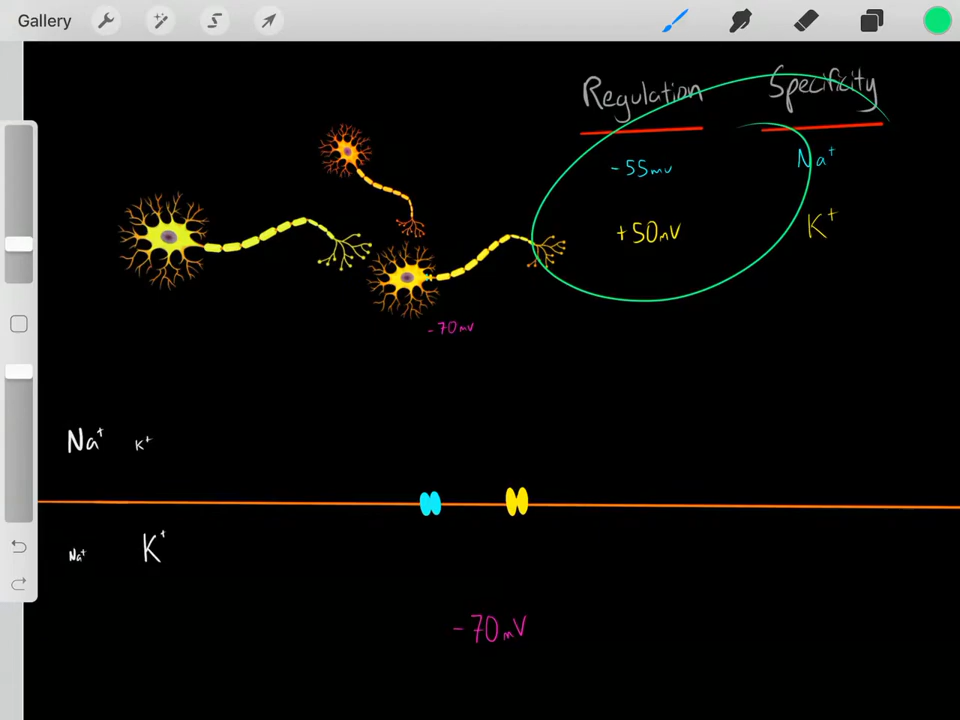 Gallery
Regulation Specificity
-55mv Na+
+50mV K+
-70mv
Na+ K+
Na+ K+
-70mV